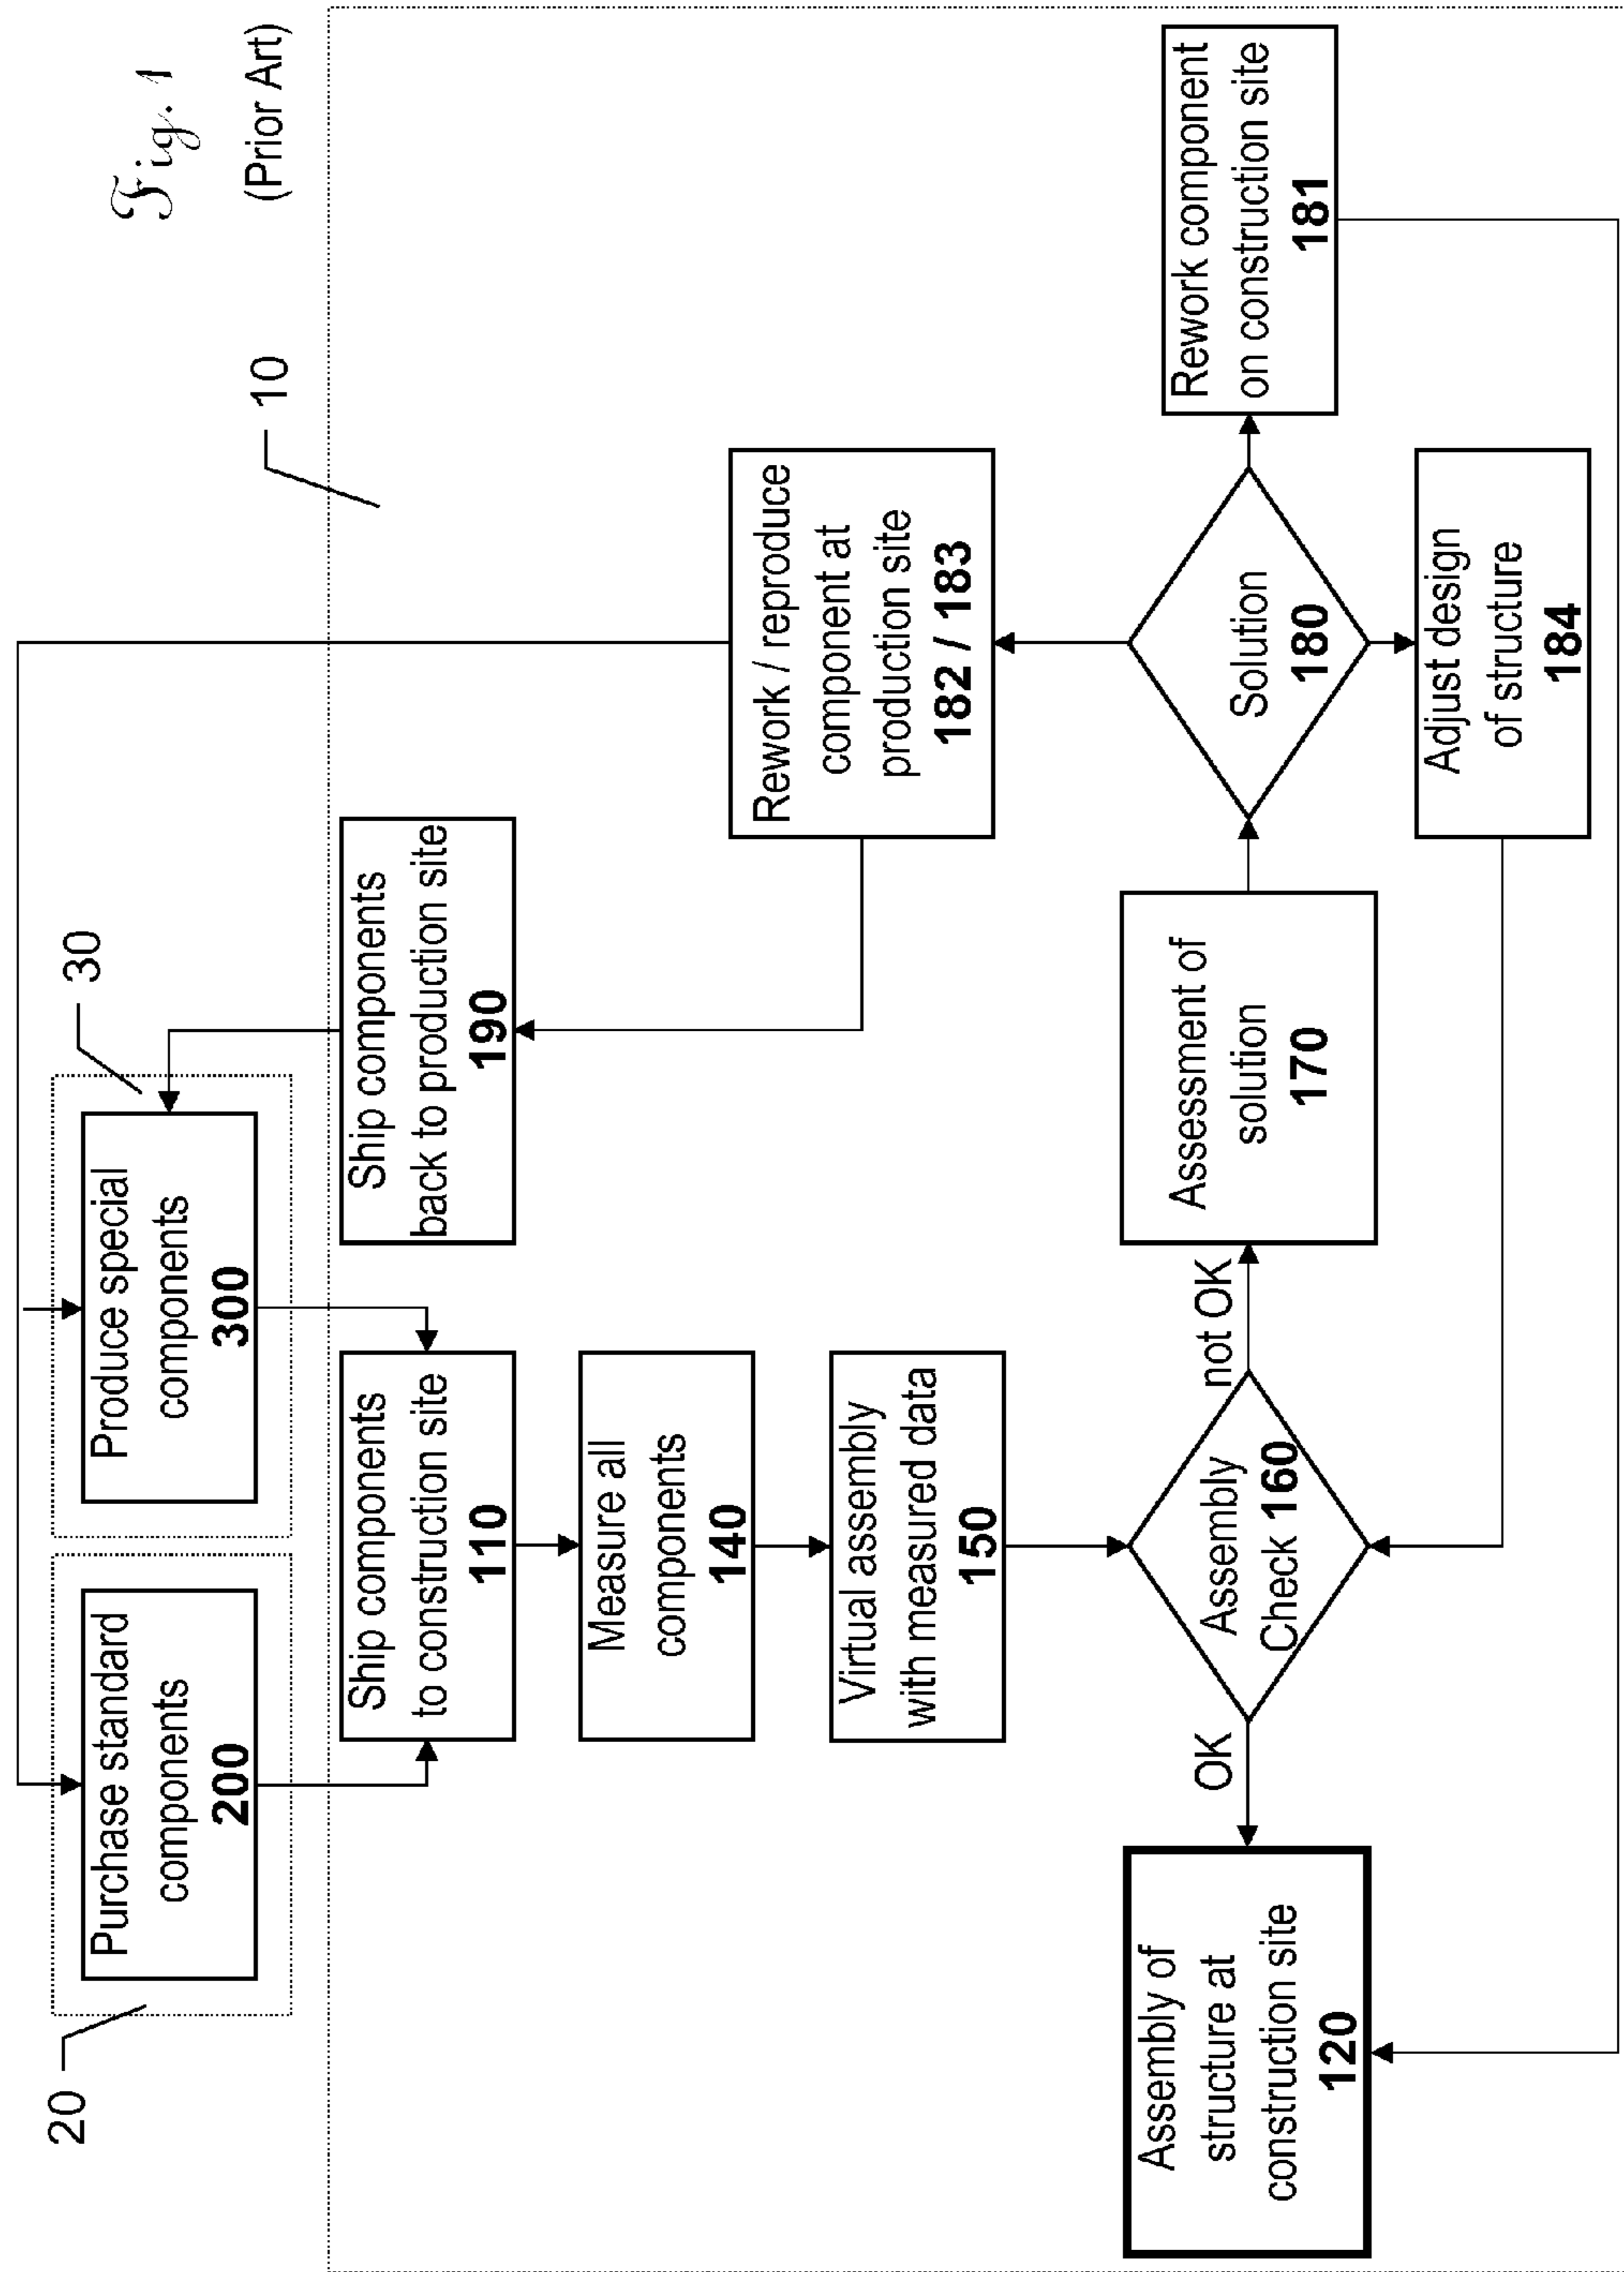 Fig. 1
(Prior Art)
20
30
10
Purchase standard
components
200
Produce special
components
300
Ship components
to construction site
110
Ship components
back to production site
190
Measure all
components
140
Rework / reproduce
component at
production site
182 / 183
Virtual assembly
with measured data
150
Assembly of
structure at
construction site
120
OK
Assembly
Check 160
not OK
Assessment of
solution
170
Solution
180
Rework component
on construction site
181
Adjust design
of structure
184